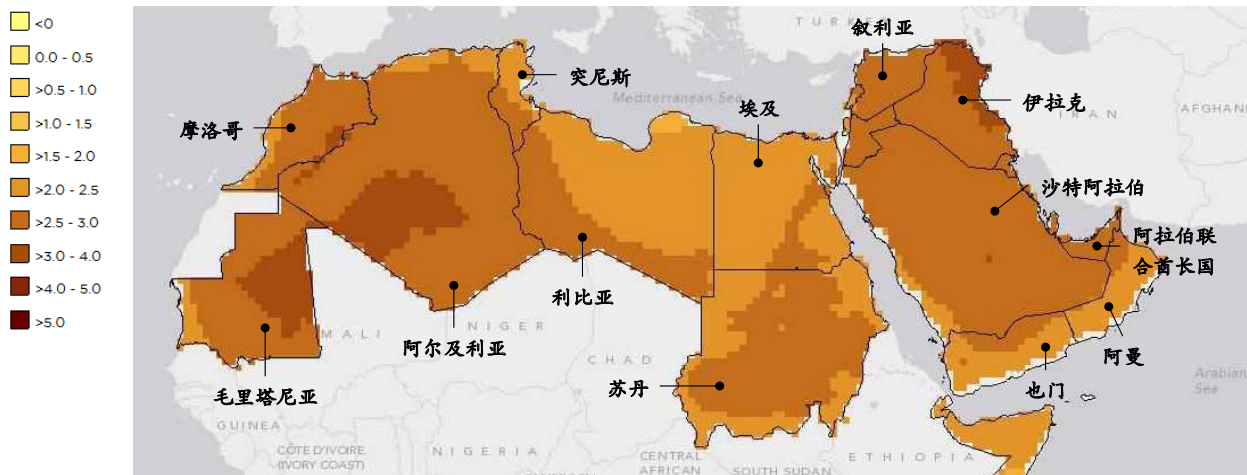 <0
0.0 - 0.5
>0.5 - 1.0
>1.0 - 1.5
>1.5 - 2.0
>2.0 - 2.5
>2.5 - 3.0
>3.0 - 4.0
>4.0 - 5.0
>5.0
叙利亚
突尼斯
Mediterranean Sea
埃及
伊拉克
IRAN
AFGHAN
摩洛哥
沙特阿拉伯
阿拉伯联
合酋长国
利比亚
阿曼
MALI
NIGER
阿尔及利亚
CHAD
也门
Arabian
Sea
毛里塔尼亚
苏丹
GUINEA
CÔTE D'IVOIRE
(IVORY COAST)
NIGERIA
CENTRAL
AFRICAN
SOUTH SUDAN
ETHIOPIA